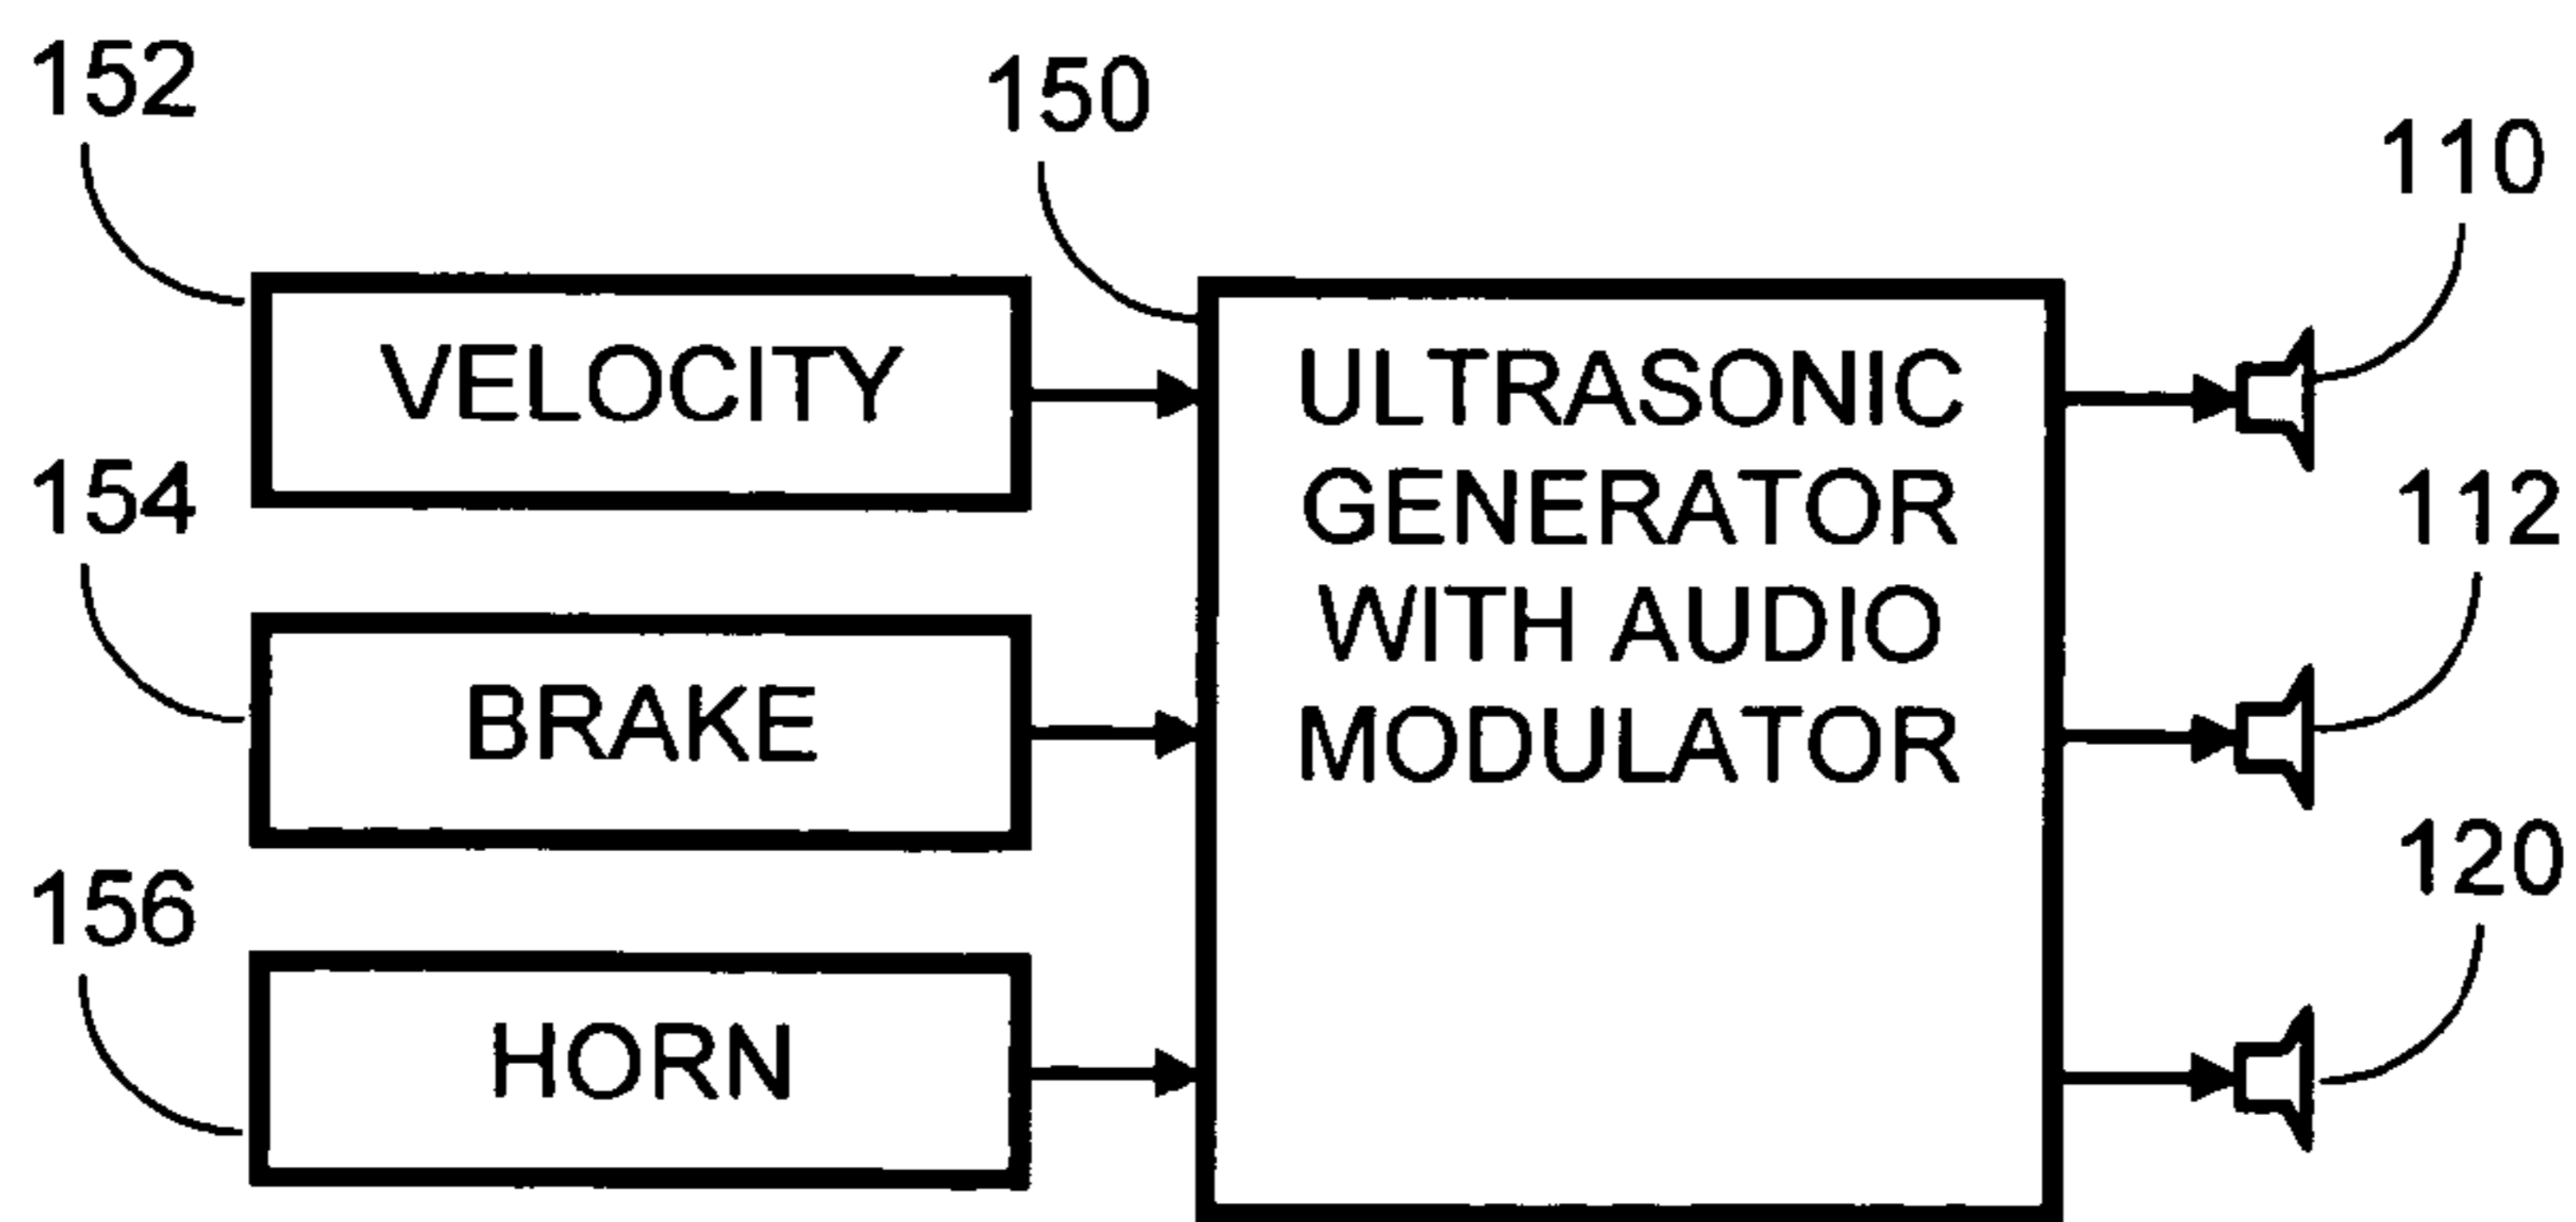 152
150
110
VELOCITY
ULTRASONIC
GENERATOR
WITH AUDIO
MODULATOR
154
112
BRAKE
156
120
HORN